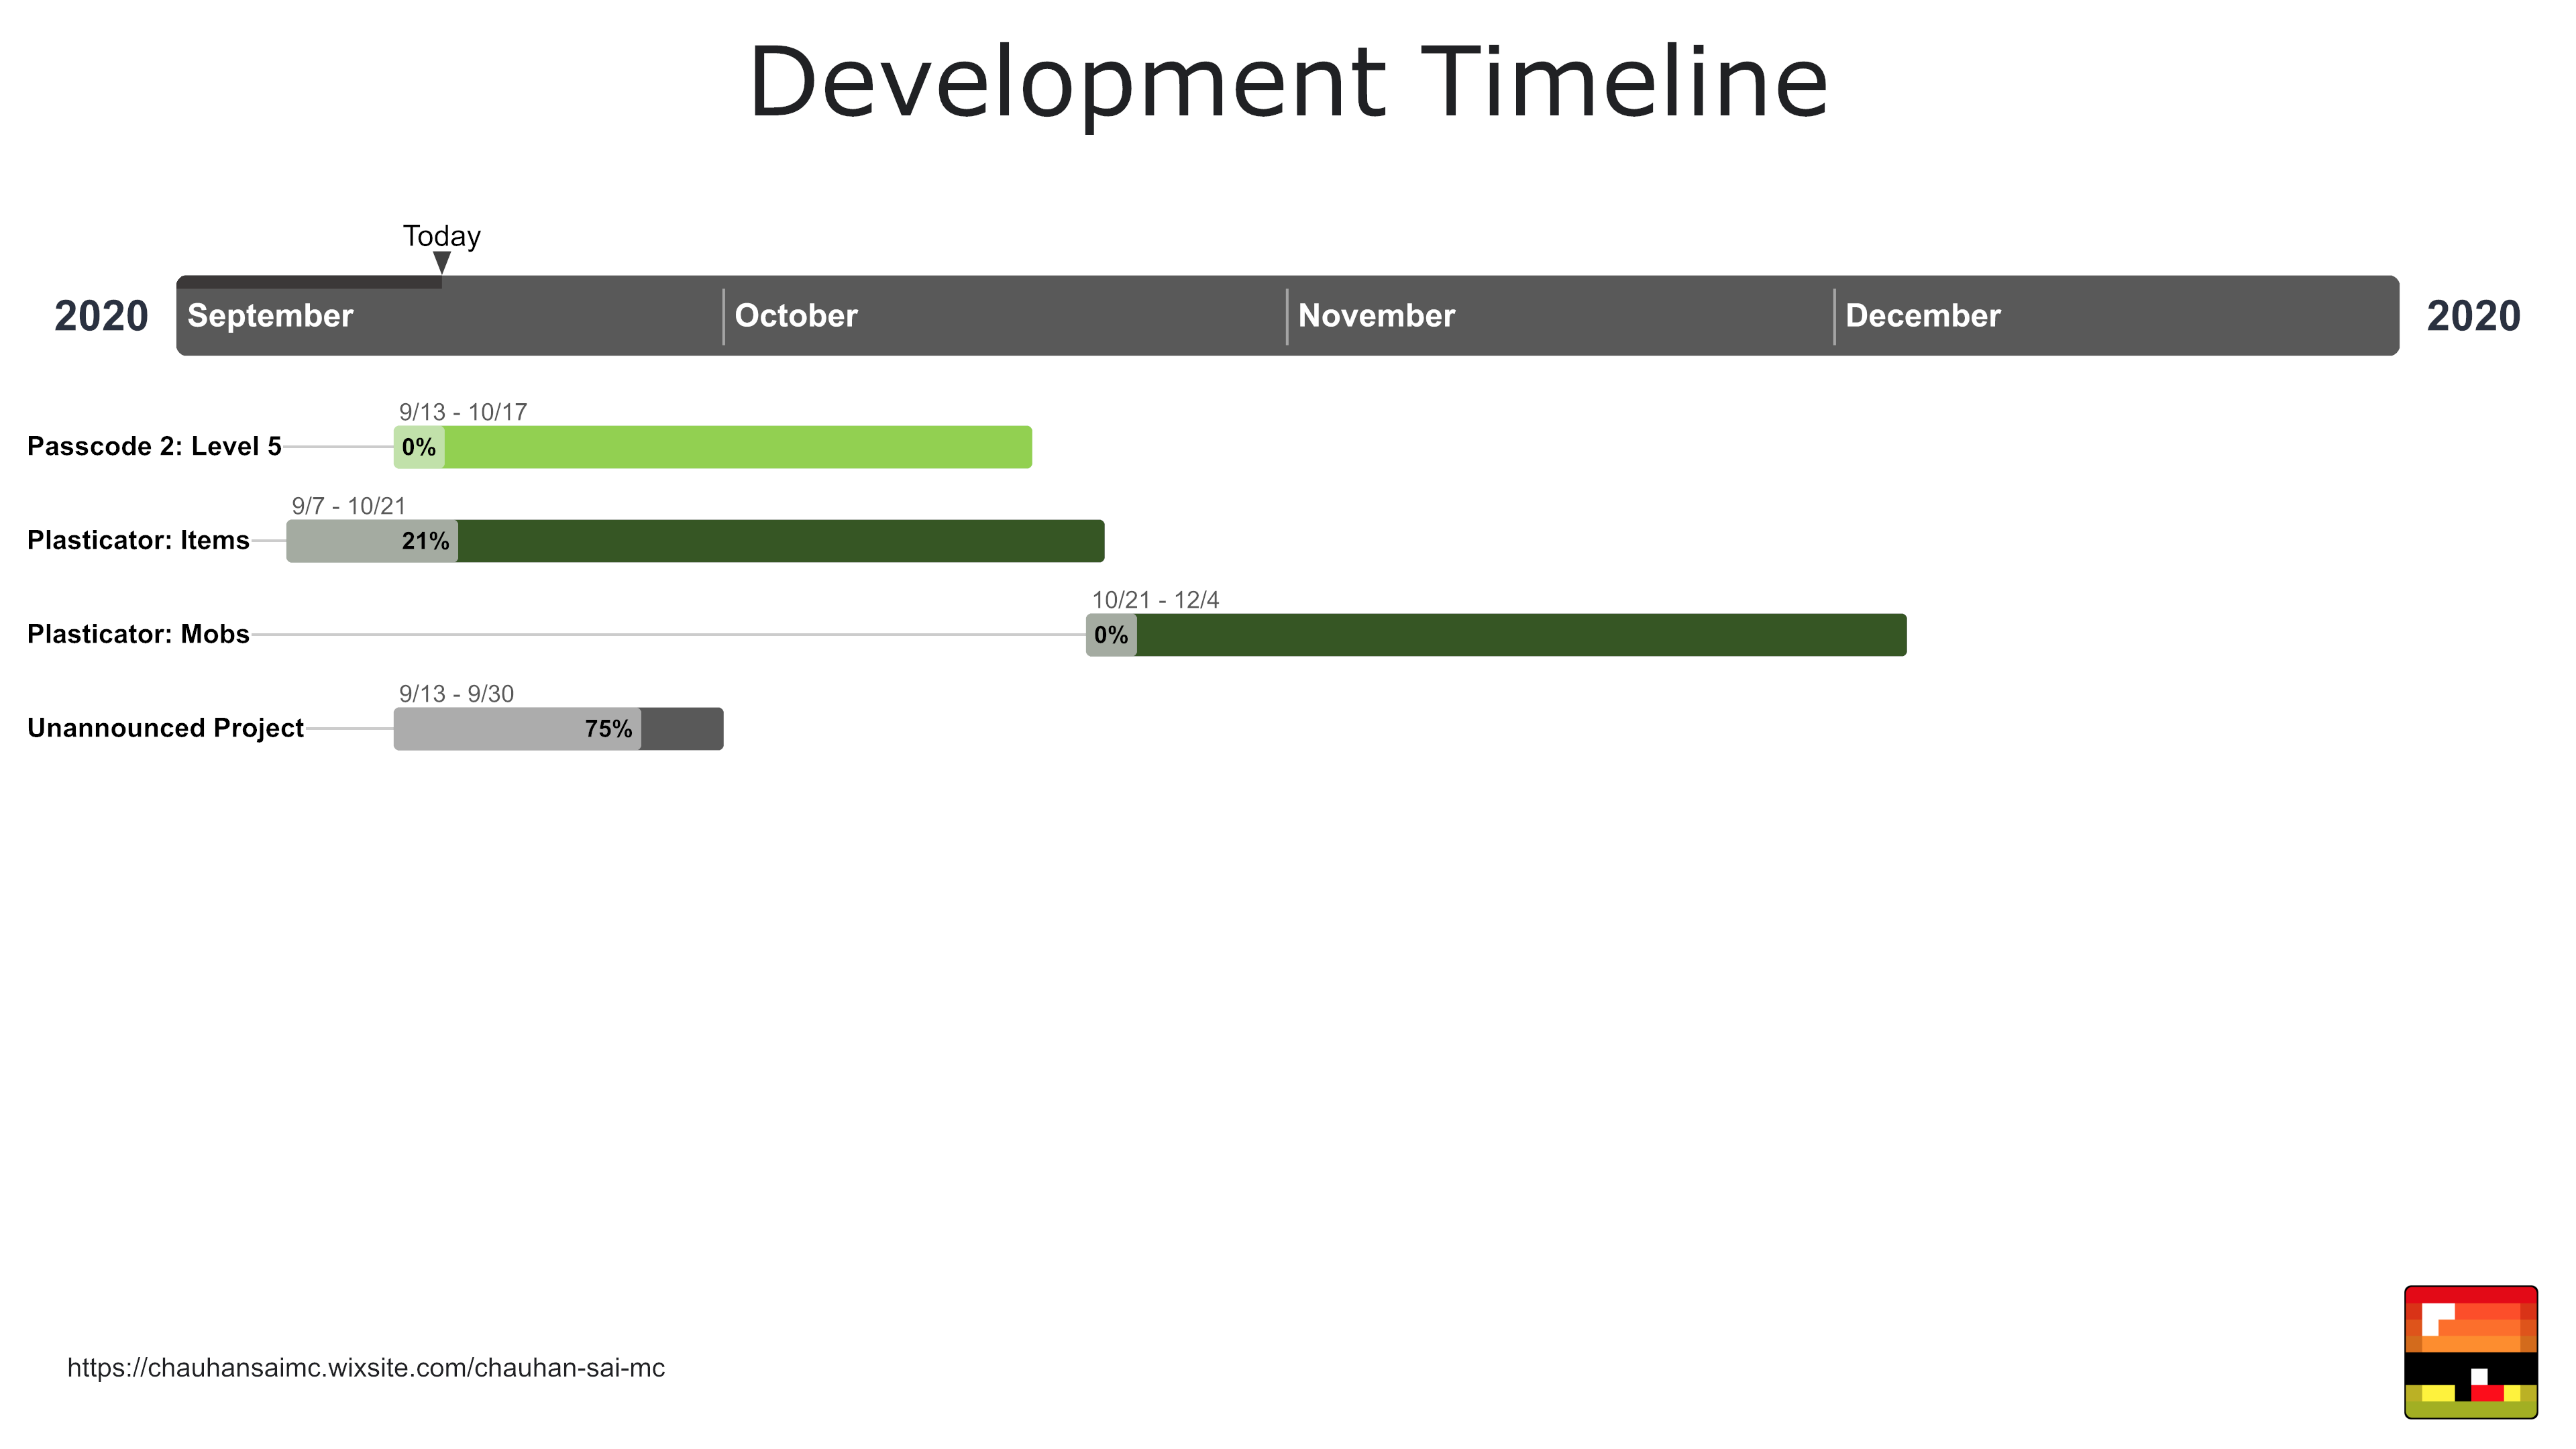 Development Timeline
Today
2020 September October November December 2020
9/13 - 10/17
Passcode 2: Level 5 0%
9/7 - 10/21
Plasticator: Items 21%
10/21 - 12/4
Plasticator: Mobs 0%
9/13 - 9/30
Unannounced Project 75%
https://chauhansaimc.wixsite.com/chauhan-sai-mc